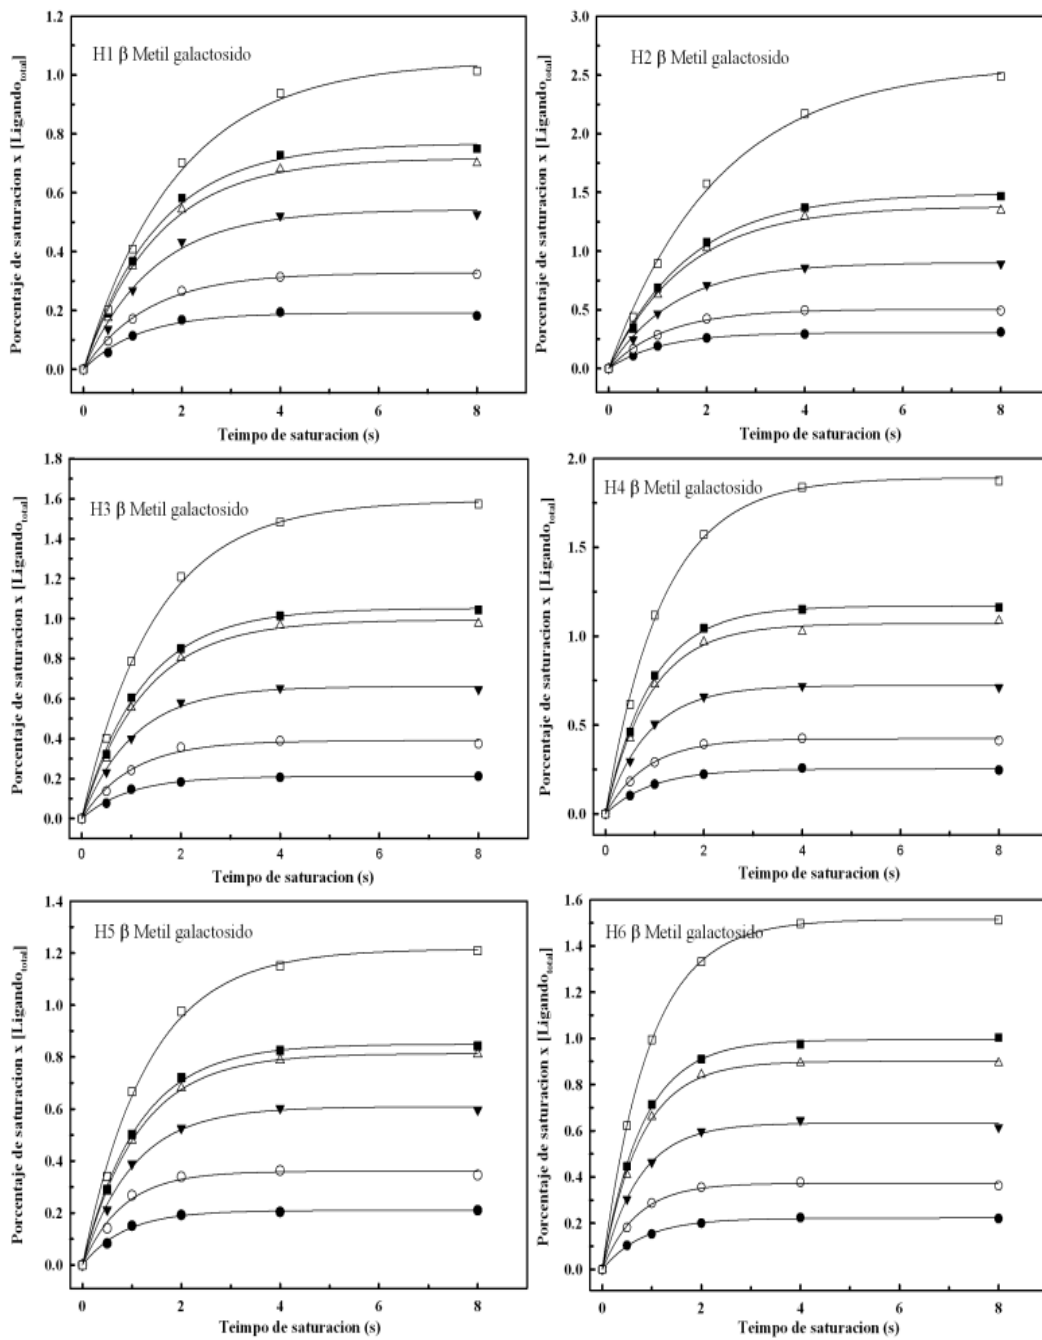 H1 β Metil galactosido
Porcentaje de saturacion x [Ligando_total]
1.2
1.0
0.8
0.6
0.4
0.2
0.0
0 2 4 6 8
Teimpo de saturacion (s)
H2 β Metil galactosido
Porcentaje de saturacion x [Ligando_total]
3.0
2.5
2.0
1.5
1.0
0.5
0.0
0 2 4 6 8
Teimpo de saturacion (s)
H3 β Metil galactosido
Porcentaje de saturacion x [Ligando_total]
1.8
1.6
1.4
1.2
1.0
0.8
0.6
0.4
0.2
0.0
0 2 4 6 8
Teimpo de saturacion (s)
H4 β Metil galactosido
Porcentaje de saturacion x [Ligando_total]
2.0
1.5
1.0
0.5
0.0
0 2 4 6 8
Teimpo de saturacion (s)
H5 β Metil galactosido
Porcentaje de saturacion x [Ligando_total]
1.4
1.2
1.0
0.8
0.6
0.4
0.2
0.0
0 2 4 6 8
Teimpo de saturacion (s)
H6 β Metil galactosido
Porcentaje de saturacion x [Ligando_total]
1.6
1.4
1.2
1.0
0.8
0.6
0.4
0.2
0.0
0 2 4 6 8
Teimpo de saturacion (s)